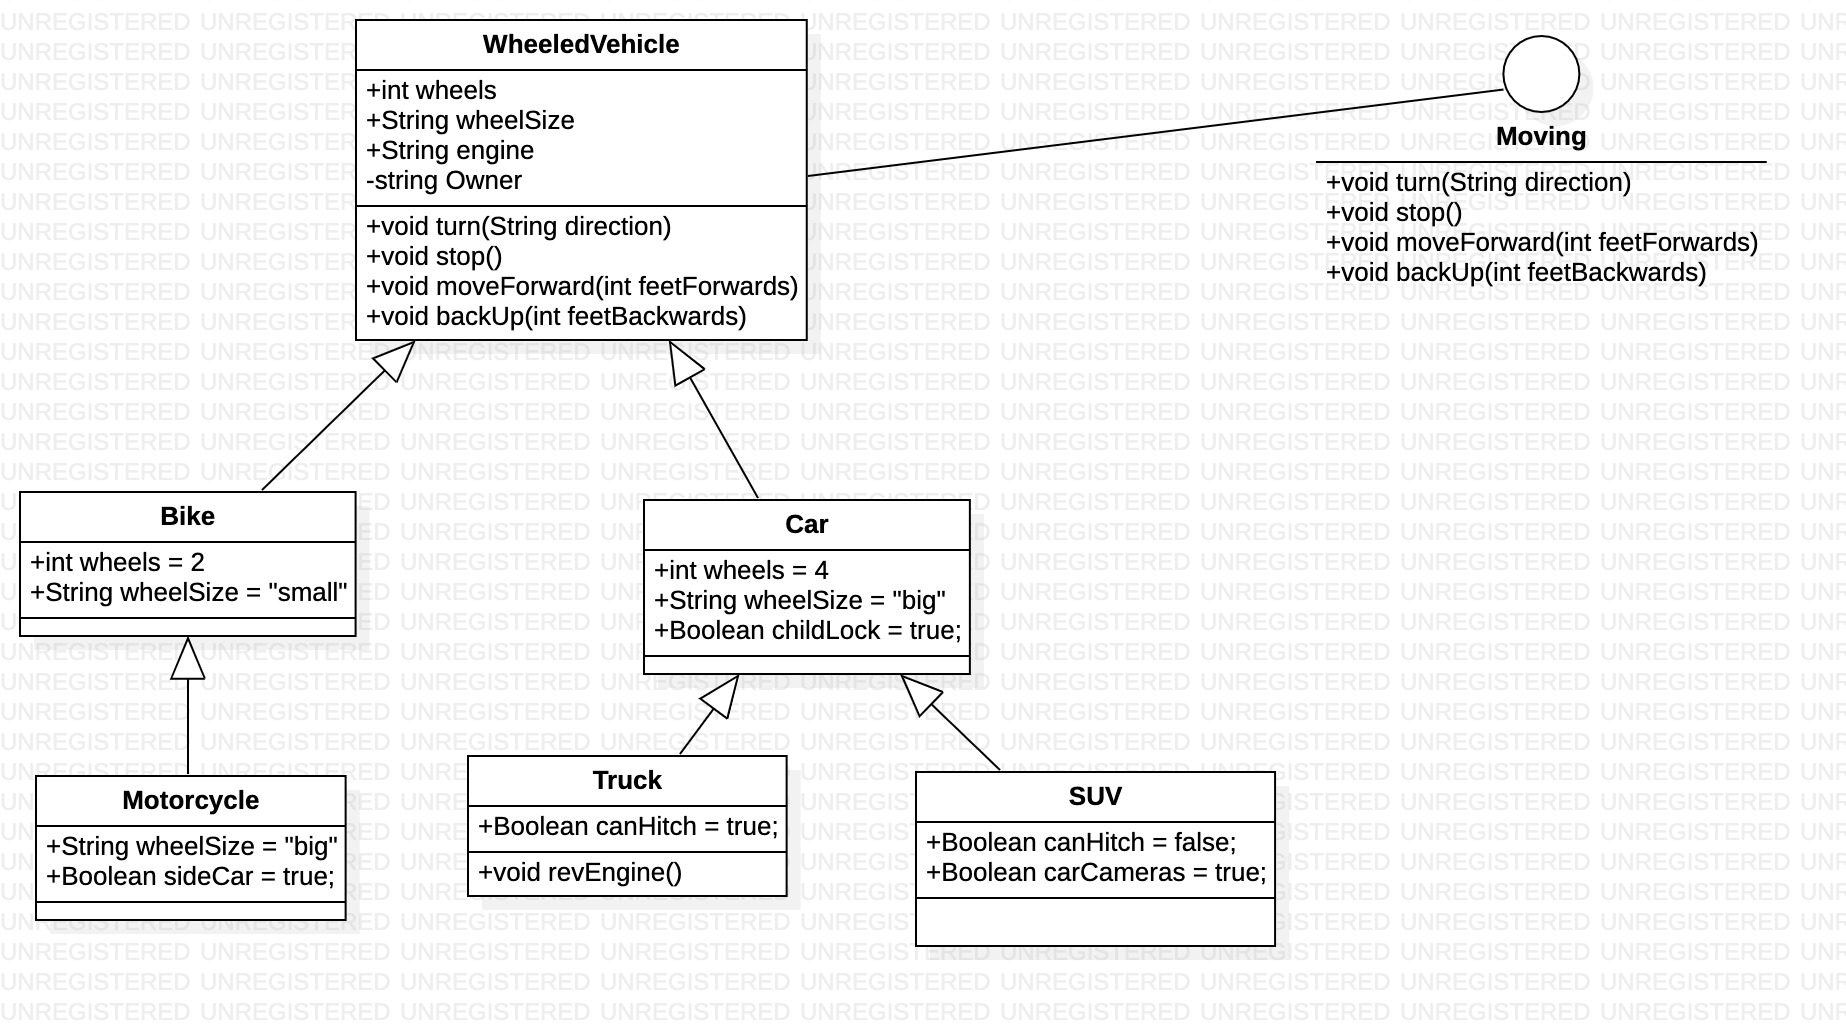 WheeledVehicle
+int wheels
+String wheelSize
+String engine
-string Owner
+void turn(String direction)
+void stop()
+void moveForward(int feetForwards)
+void backUp(int feetBackwards)
Moving
+void turn(String direction)
+void stop()
+void moveForward(int feetForwards)
+void backUp(int feetBackwards)
Bike
+int wheels = 2
+String wheelSize = "small"
Car
+int wheels = 4
+String wheelSize = "big"
+Boolean childLock = true;
Motorcycle
+String wheelSize = "big"
+Boolean sideCar = true;
Truck
+Boolean canHitch = true;
+void revEngine()
SUV
+Boolean canHitch = false;
+Boolean carCameras = true;
UNREGISTERED